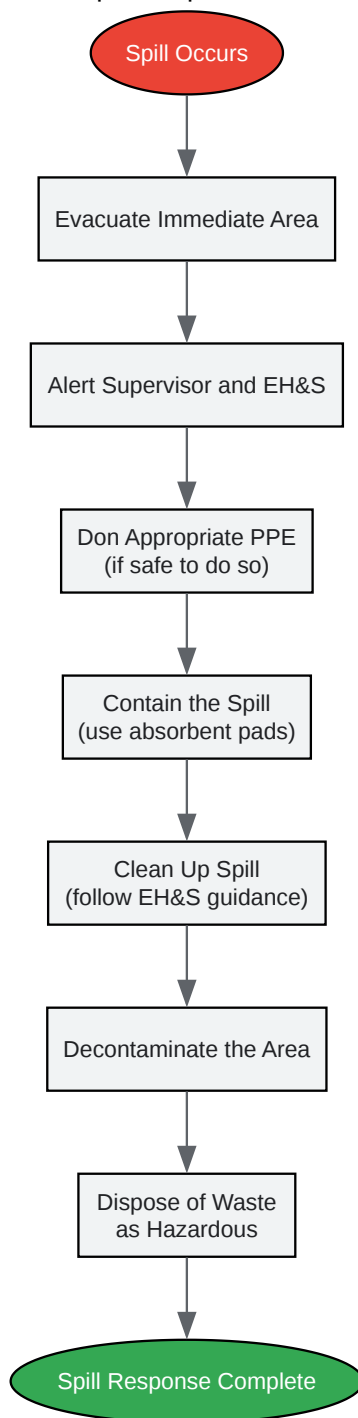 Spill Occurs
Evacuate Immediate Area
Alert Supervisor and EH&S
Don Appropriate PPE
(if safe to do so)
Contain the Spill
(use absorbent pads)
Clean Up Spill
(follow EH&S guidance)
Decontaminate the Area
Dispose of Waste
as Hazardous
Spill Response Complete